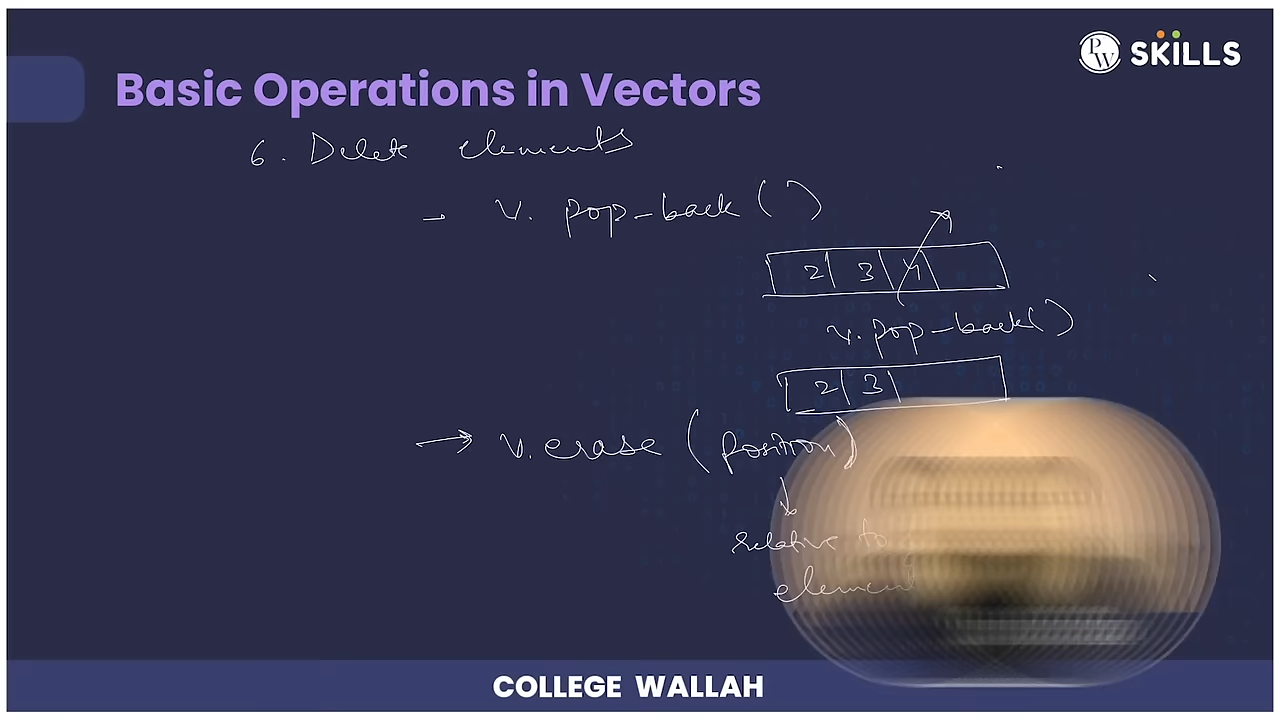 PW SKILLS
Basic Operations in Vectors
6. Delete elements
- v. pop-back ( )
2 3 4
v. pop-back( )
2 3
→ v. erase (position)
relative to
element
COLLEGE WALLAH